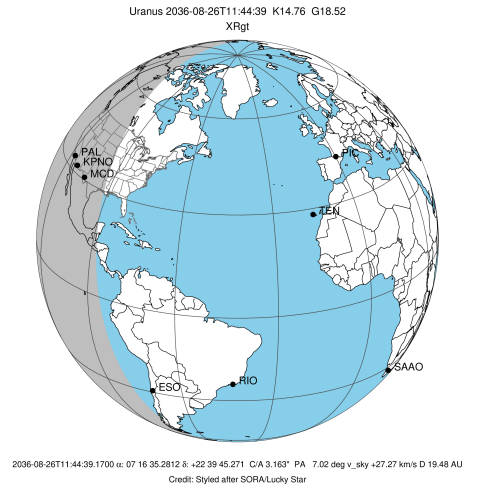 Uranus 2036-08-26T11:44:39 K14.76 G18.52
XRgt
PAL
KPNO
MCD
PIC
TEN
SAAO
RIO
ESO
2036-08-26T11:44:39.1700 α: 07 16 35.2812 δ: +22 39 45.271 C/A 3.163" PA 7.02 deg v_sky +27.27 km/s D 19.48 AU
Credit: Styled after SORA/Lucky Star